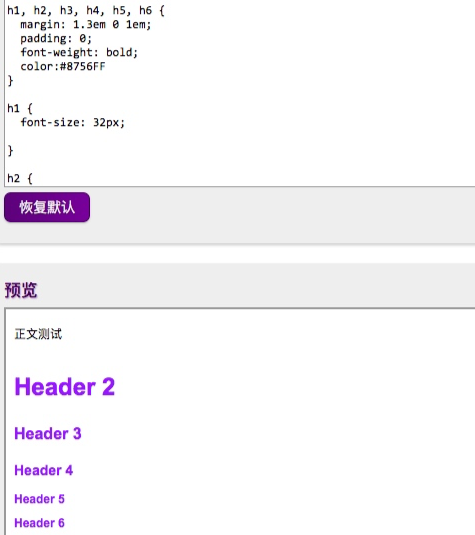 h1, h2, h3, h4, h5, h6 {
  margin: 1.3em 0 1em;
  padding: 0;
  font-weight: bold;
  color:#8756FF
}
h1 {
  font-size: 32px;
}
h2 {
恢复默认
预览
正文测试
Header 2
Header 3
Header 4
Header 5
Header 6